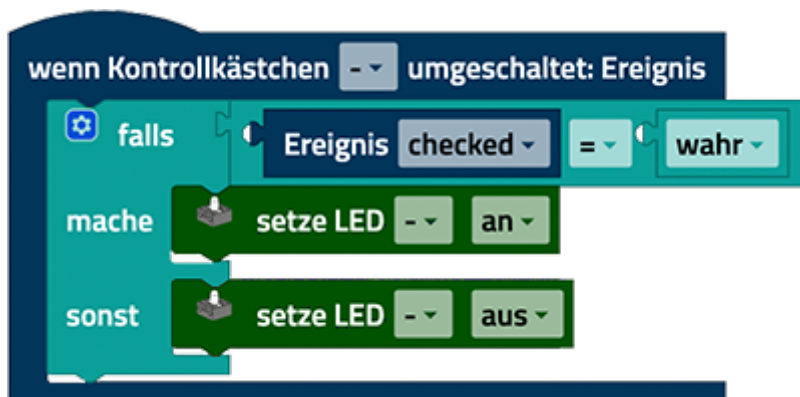 wenn Kontrollkästchen - umgeschaltet: Ereignis
falls Ereignis checked = wahr
mache setze LED - an
sonst setze LED - aus